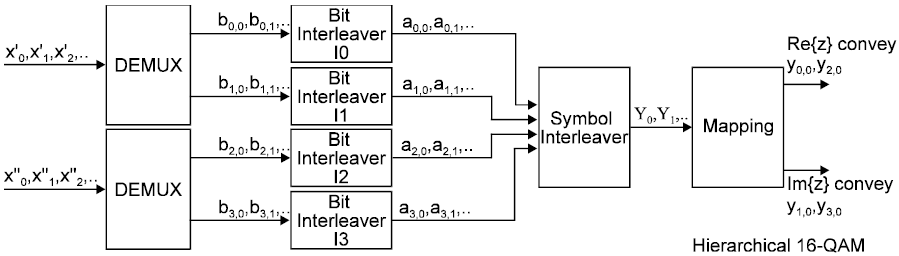 x'0,x'1,x'2,..
DEMUX
b0,0,b0,1,..
Bit
Interleaver
I0
a0,0,a0,1,..
b1,0,b1,1,..
Bit
Interleaver
I1
a1,0,a1,1,..
x"0,x"1,x"2,..
DEMUX
b2,0,b2,1,..
Bit
Interleaver
I2
a2,0,a2,1,..
b3,0,b3,1,..
Bit
Interleaver
I3
a3,0,a3,1,..
Symbol
Interleaver
Y0,Y1,..
Mapping
Re{z} convey
y0,0,y2,0
Im{z} convey
y1,0,y3,0
Hierarchical 16-QAM